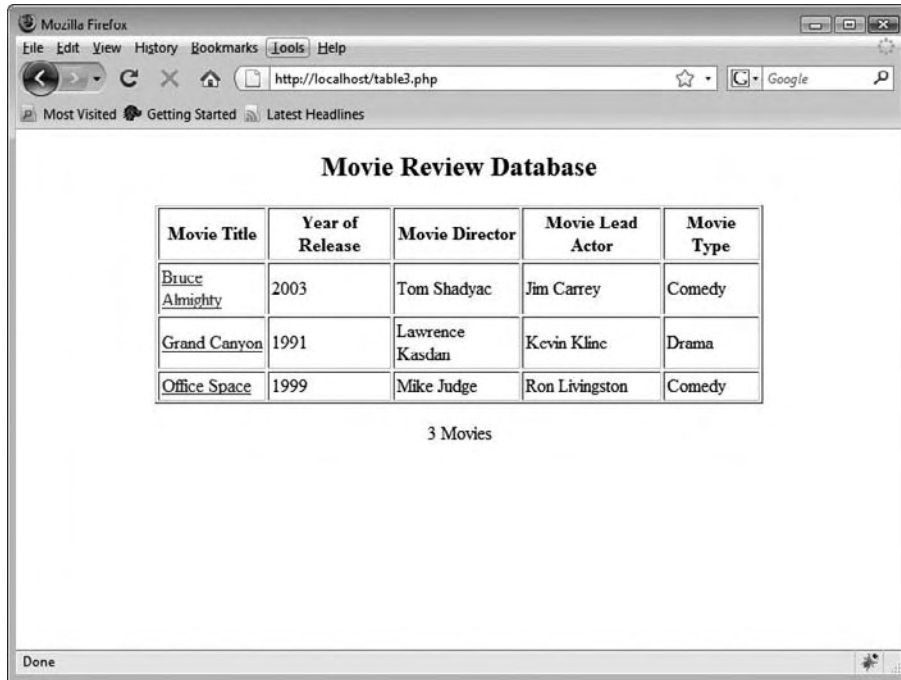 Mozilla Firefox
File Edit View History Bookmarks Tools Help
http://localhost/table3.php
G Google
Most Visited Getting Started Latest Headlines
Movie Review Database
Movie Title Year of Release Movie Director Movie Lead Actor Movie Type
Bruce Almighty 2003 Tom Shadyac Jim Carrey Comedy
Grand Canyon 1991 Lawrence Kasdan Kevin Kline Drama
Office Space 1999 Mike Judge Ron Livingston Comedy
3 Movies
Done